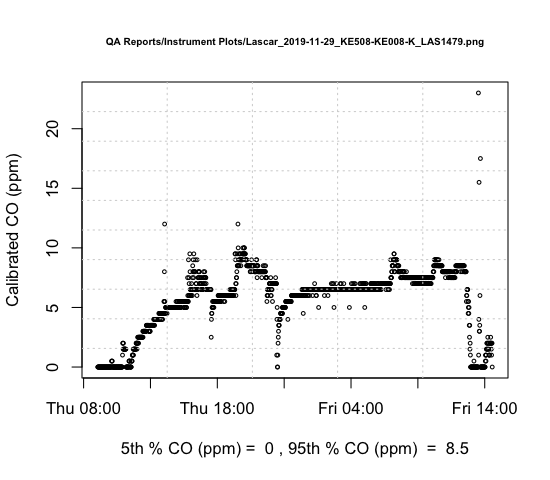 QA Reports/Instrument Plots/Lascar_2019-11-29_KE508-KE008-K_LAS1479.png
Calibrated CO (ppm)
20
15
10
5
0
Thu 08:00 Thu 18:00 Fri 04:00 Fri 14:00
5th % CO (ppm) = 0 , 95th % CO (ppm) = 8.5